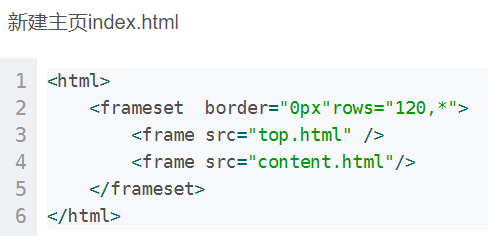 新建主页index.html
1 <html>
2     <frameset  border="0px"rows="120,*">
3         <frame src="top.html" />
4         <frame src="content.html"/>
5     </frameset>
6 </html>